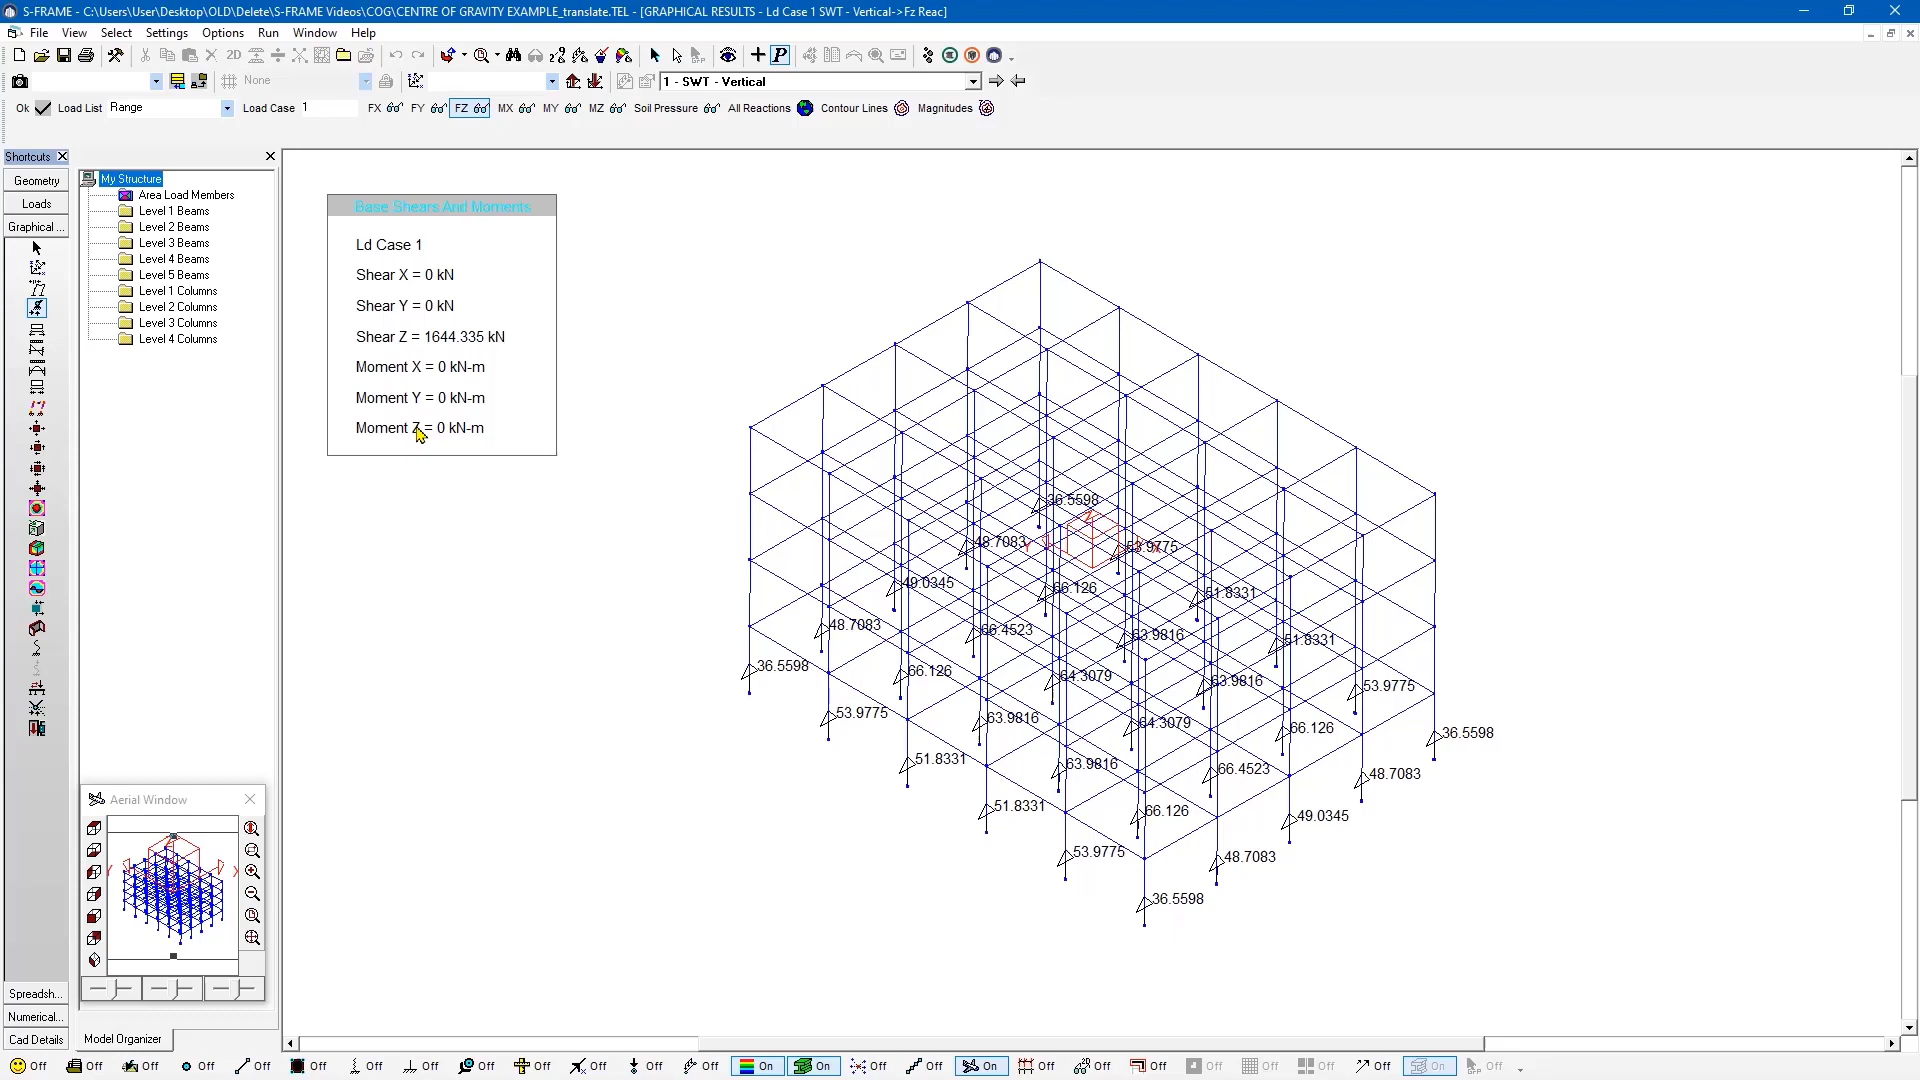 S-FRAME - C:\Users\User\Desktop\OLD\Delete\S-FRAME Videos\COG\CENTRE OF GRAVITY EXAMPLE_translate.TEL - [GRAPHICAL RESULTS - Ld Case 1 SWT - Vertical->Fz Reac]
File View Select Settings Options Run Window Help
2D
None
1 - SWT - Vertical
Ok Load List Range Load Case 1 FX FY FZ MX MY MZ Soil Pressure All Reactions Contour Lines Magnitudes
Shortcuts
Geometry
Loads
Graphical ...
My Structure
Area Load Members
Level 1 Beams
Level 2 Beams
Level 3 Beams
Level 4 Beams
Level 5 Beams
Level 1 Columns
Level 2 Columns
Level 3 Columns
Level 4 Columns
Base Shears And Moments
Ld Case 1
Shear X = 0 kN
Shear Y = 0 kN
Shear Z = 1644.335 kN
Moment X = 0 kN-m
Moment Y = 0 kN-m
Moment Z = 0 kN-m
36.5598
Z
48.7083 Y 53.9775 X
49.0345 66.126 51.8331
48.7083 66.4523 63.9816 51.8331
36.5598 66.126 64.3079 63.9816 53.9775
53.9775 63.9816 64.3079 66.126 36.5598
51.8331 63.9816 66.4523 48.7083
51.8331 66.126 49.0345
53.9775 48.7083
36.5598
Aerial Window
Z
Y X
Spreadsh...
Numerical...
Cad Details
Model Organizer
Off Off Off Off Off Off Off Off Off Off Off Off Off On On Off Off On Off Off Off Off Off Off Off On Off